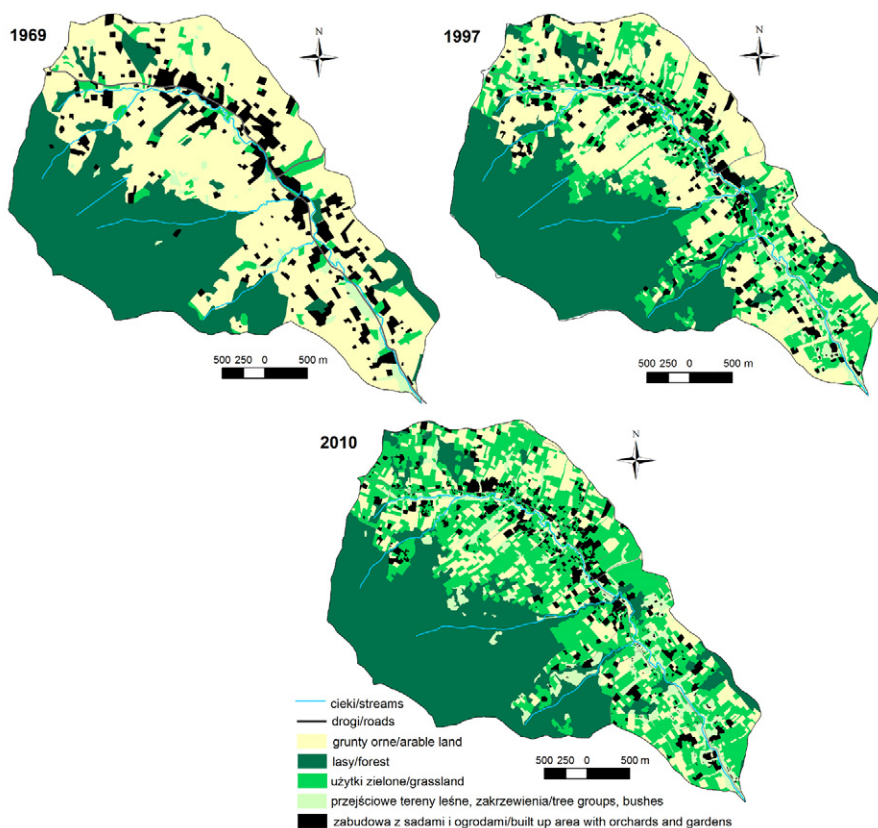 1969
N
500 250 0 500 m
1997
N
500 250 0 500 m
2010
N
cieki/streams
drogi/roads
grunty orne/arable land
lasy/forest
użytki zielone/grassland
przejściowe tereny leśne, zakrzewienia/tree groups, bushes
zabudowa z sadami i ogrodami/built up area with orchards and gardens
500 250 0 500 m